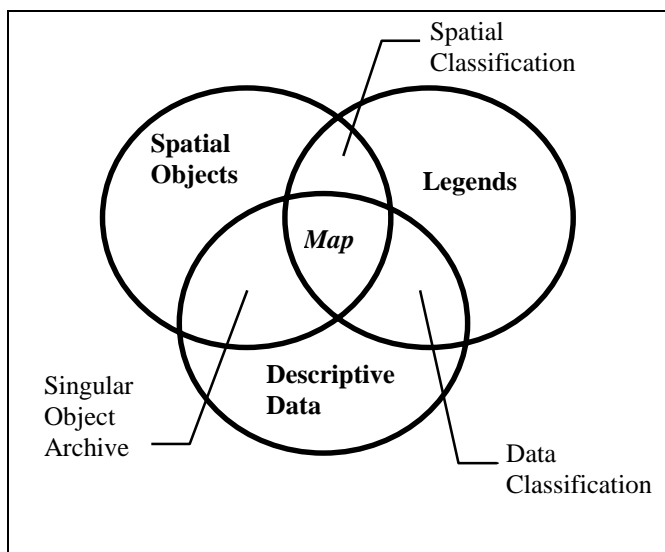 Spatial
Classification
Spatial
Objects
Legends
Map
Descriptive
Data
Singular
Object
Archive
Data
Classification